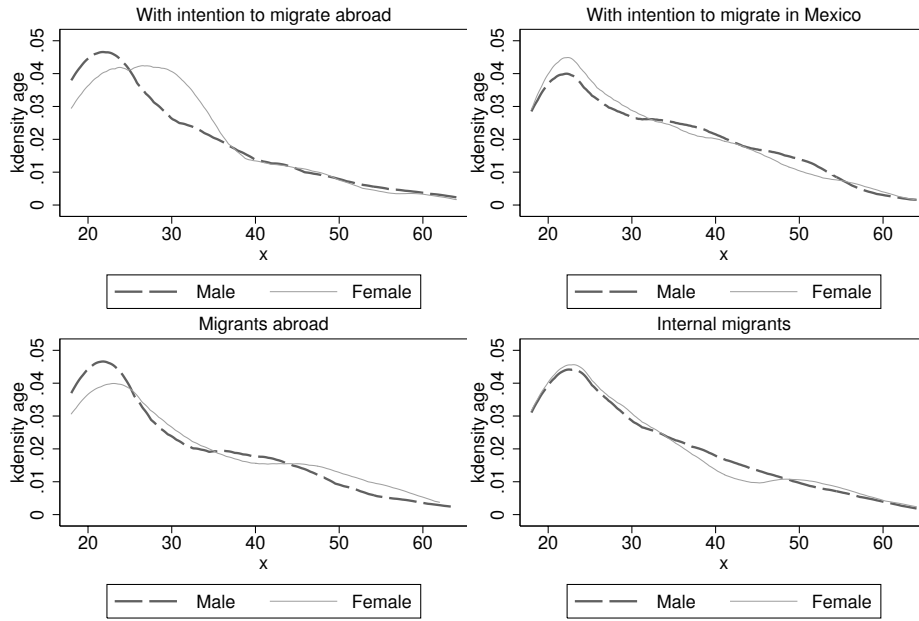 With intention to migrate abroad
kdensity age
0 .01 .02 .03 .04 .05
20 30 40 50 60
x
Male Female
With intention to migrate in Mexico
kdensity age
0 .01 .02 .03 .04 .05
20 30 40 50 60
x
Male Female
Migrants abroad
kdensity age
0 .01 .02 .03 .04 .05
20 30 40 50 60
x
Male Female
Internal migrants
kdensity age
0 .01 .02 .03 .04 .05
20 30 40 50 60
x
Male Female